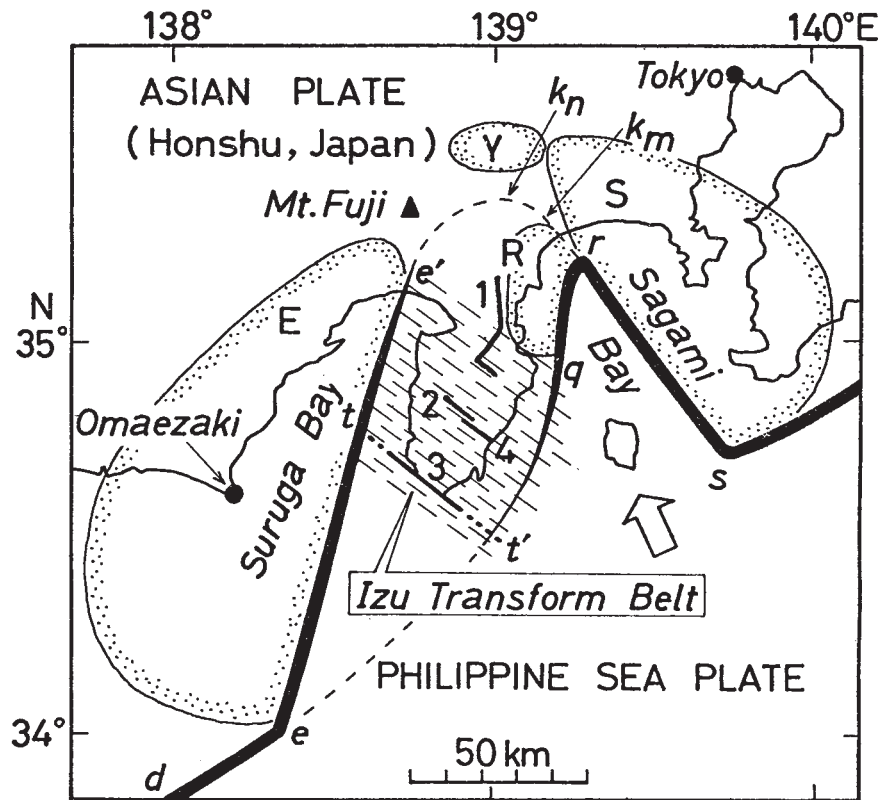 138° 139° 140°E
ASIAN PLATE
(Honshu, Japan)
Tokyo
kn
km
Y
S
Mt. Fuji
R
r
e'
1
N
35°
E
Sagami
Bay
q
2
Omaezaki
t
Suruga Bay
4
3
s
t'
Izu Transform Belt
PHILIPPINE SEA PLATE
34°
e
50 km
d